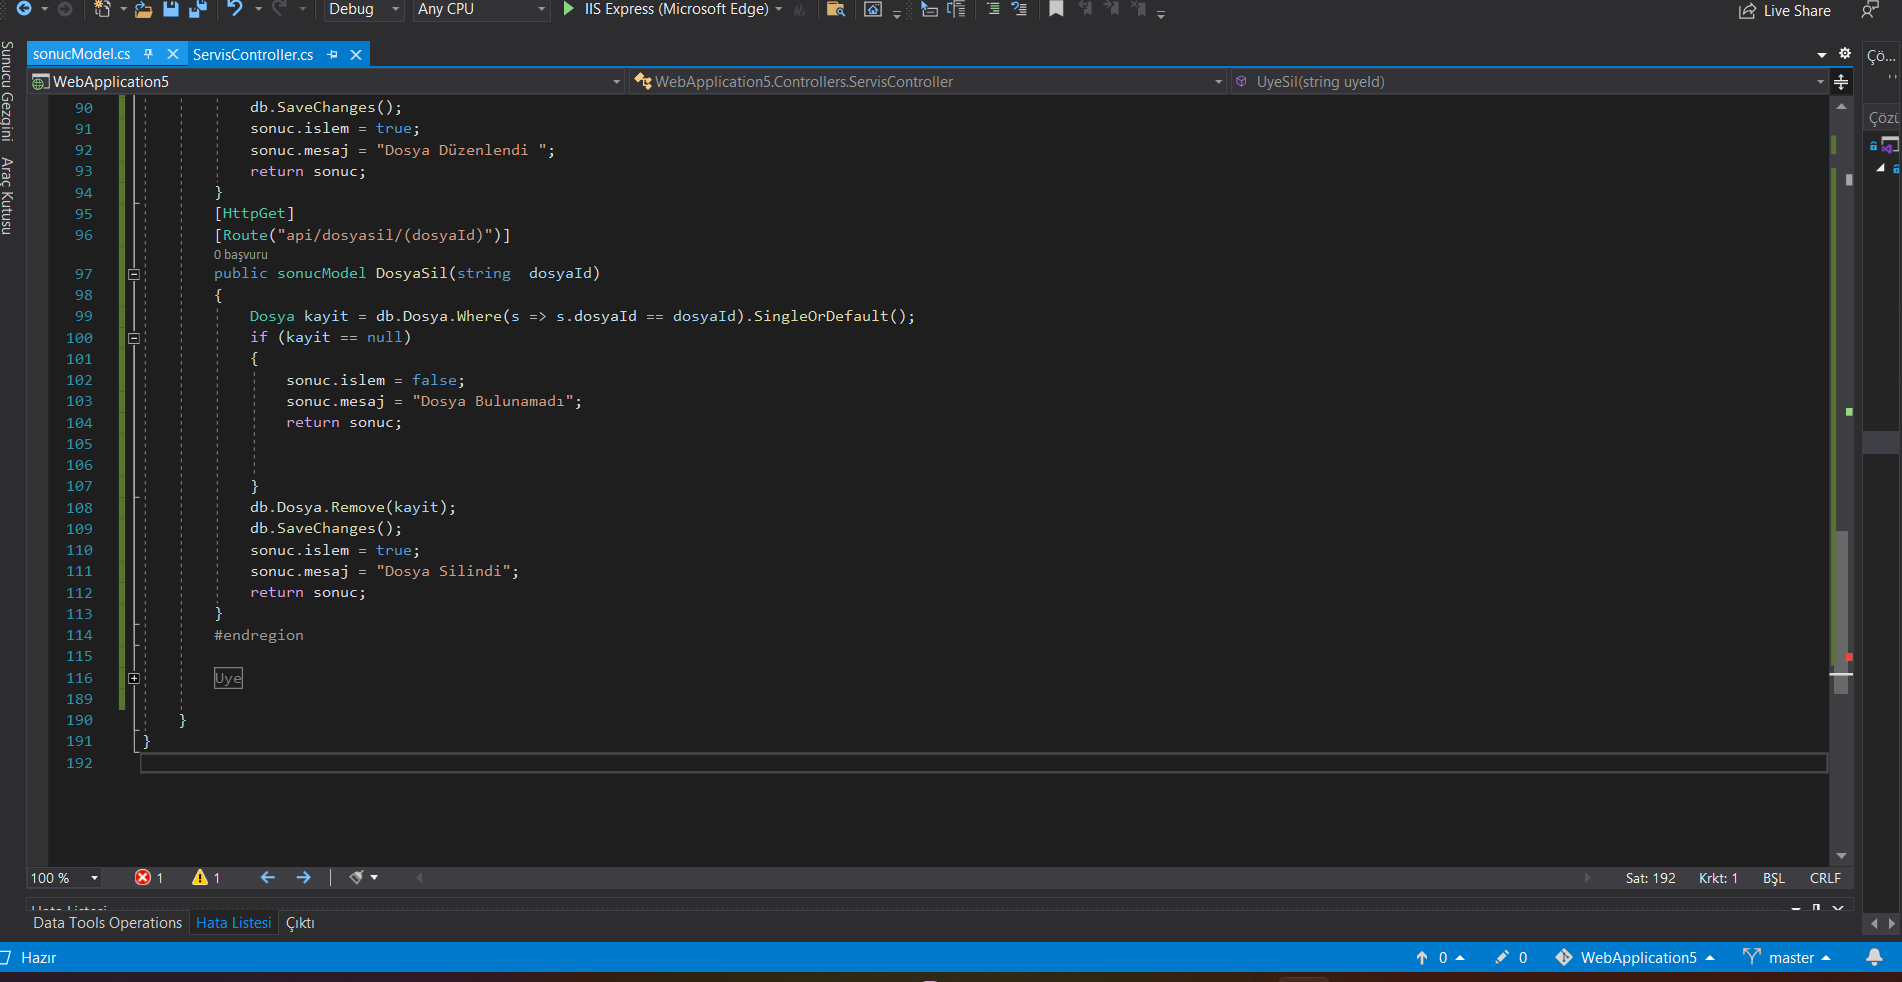 Debug
Any CPU
IIS Express (Microsoft Edge)
Live Share
Sunucu Gezgini
Araç Kutusu
sonucModel.cs
ServisController.cs
Çö...
WebApplication5
WebApplication5.Controllers.ServisController
UyeSil(string uyeId)
Çözü
90 db.SaveChanges();
91 sonuc.islem = true;
92 sonuc.mesaj = "Dosya Düzenlendi ";
93 return sonuc;
94 }
95 [HttpGet]
96 [Route("api/dosyasil/(dosyaId)")]
0 başvuru
97 public sonucModel DosyaSil(string  dosyaId)
98 {
99 Dosya kayit = db.Dosya.Where(s => s.dosyaId == dosyaId).SingleOrDefault();
100 if (kayit == null)
101 {
102 sonuc.islem = false;
103 sonuc.mesaj = "Dosya Bulunamadı";
104 return sonuc;
105
106
107 }
108 db.Dosya.Remove(kayit);
109 db.SaveChanges();
110 sonuc.islem = true;
111 sonuc.mesaj = "Dosya Silindi";
112 return sonuc;
113 }
114 #endregion
115
116 Uye
189
190 }
191 }
192
100 %
1
1
Sat: 192
Krkt: 1
BŞL
CRLF
Hata Listesi
Data Tools Operations
Hata Listesi
Çıktı
Hazır
0
0
WebApplication5
master